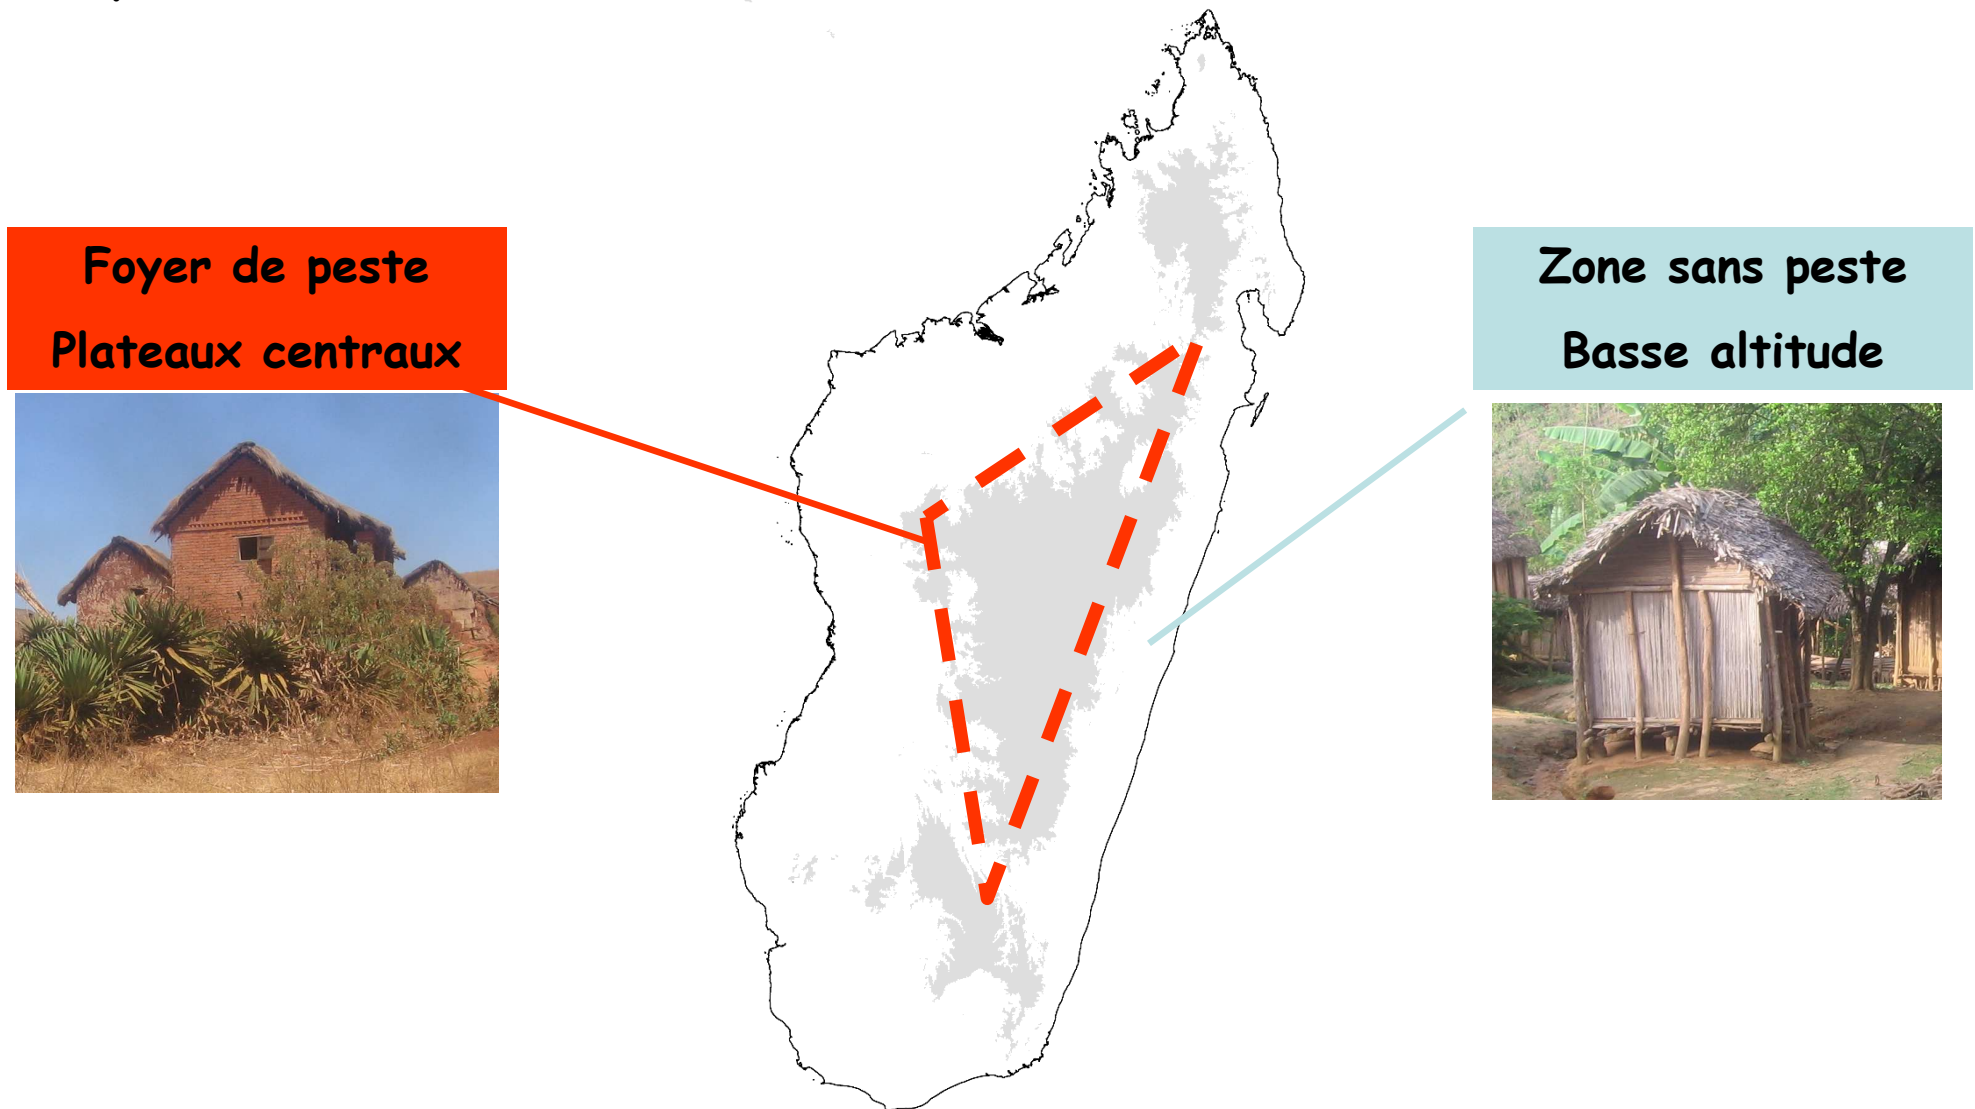 Foyer de peste
Plateaux centraux
Zone sans peste
Basse altitude